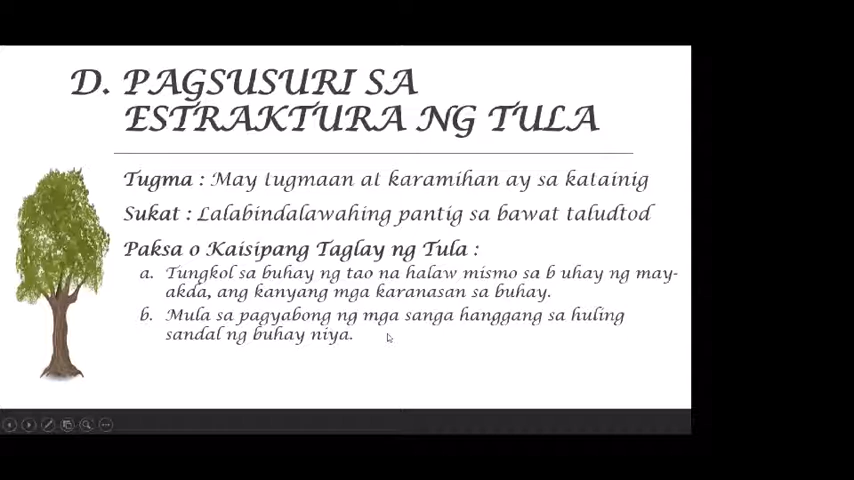 D. PAGSUSURI SA
ESTRAKTURA NG TULA
Tugma : May tugmaan at karamihan ay sa katainig
Sukat : Lalabindalawahing pantig sa bawat taludtod
Paksa o Kaisipang Taglay ng Tula :
a. Tungkol sa buhay ng tao na halaw mismo sa b uhay ng may-
akda, ang kanyang mga karanasan sa buhay.
b. Mula sa pagyabong ng mga sanga hanggang sa huling
sandal ng buhay niya.